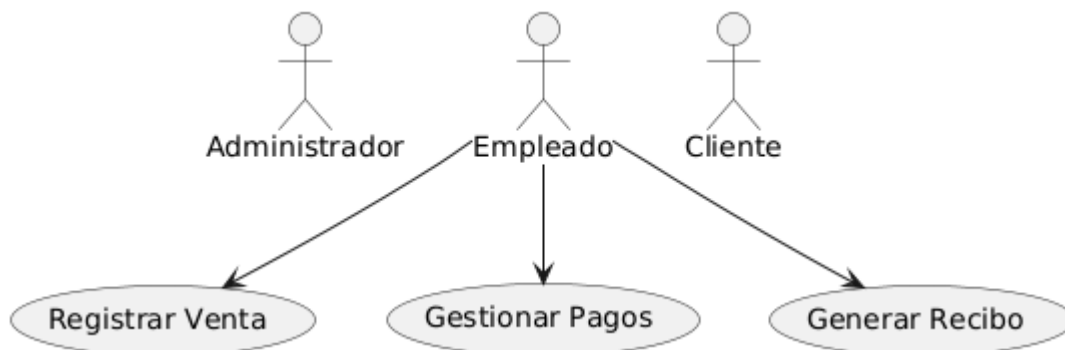 Administrador
Empleado
Cliente
Registrar Venta
Gestionar Pagos
Generar Recibo